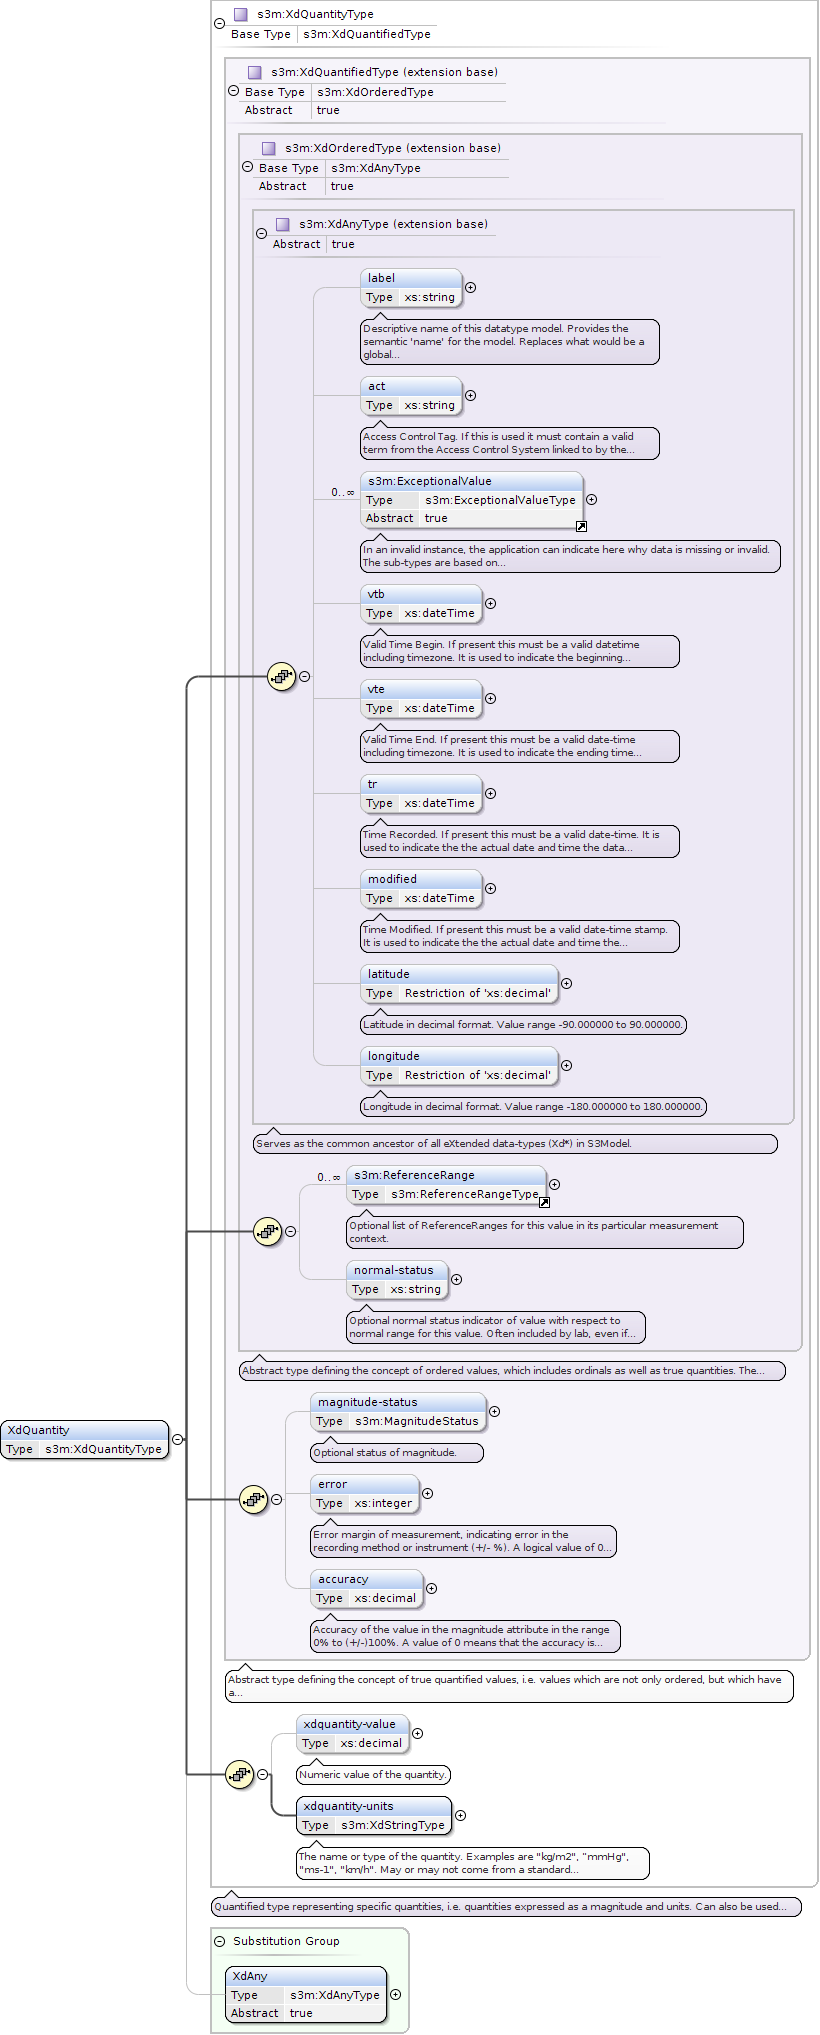 s3m:XdQuantityType
Base Type s3m:XdQuantifiedType
s3m:XdQuantifiedType (extension base)
Base Type s3m:XdOrderedType
Abstract true
s3m:XdOrderedType (extension base)
Base Type s3m:XdAnyType
Abstract true
s3m:XdAnyType (extension base)
Abstract true
label
Type xs:string
Descriptive name of this datatype model. Provides the
semantic 'name' for the model. Replaces what would be a
global...
act
Type xs:string
Access Control Tag. If this is used it must contain a valid
term from the Access Control System linked to by the...
0..∞
s3m:ExceptionalValue
Type s3m:ExceptionalValueType
Abstract true
In an invalid instance, the application can indicate here why data is missing or invalid.
The sub-types are based on...
vtb
Type xs:dateTime
Valid Time Begin. If present this must be a valid datetime
including timezone. It is used to indicate the beginning...
vte
Type xs:dateTime
Valid Time End. If present this must be a valid date-time
including timezone. It is used to indicate the ending time...
tr
Type xs:dateTime
Time Recorded. If present this must be a valid date-time. It is
used to indicate the the actual date and time the data...
modified
Type xs:dateTime
Time Modified. If present this must be a valid date-time stamp.
It is used to indicate the the actual date and time the...
latitude
Type Restriction of 'xs:decimal'
Latitude in decimal format. Value range -90.000000 to 90.000000.
longitude
Type Restriction of 'xs:decimal'
Longitude in decimal format. Value range -180.000000 to 180.000000.
Serves as the common ancestor of all eXtended data-types (Xd*) in S3Model.
0..∞
s3m:ReferenceRange
Type s3m:ReferenceRangeType
Optional list of ReferenceRanges for this value in its particular measurement
context.
normal-status
Type xs:string
Optional normal status indicator of value with respect to
normal range for this value. Often included by lab, even if...
Abstract type defining the concept of ordered values, which includes ordinals as well as true quantities. The...
magnitude-status
Type s3m:MagnitudeStatus
Optional status of magnitude.
XdQuantity
Type s3m:XdQuantityType
error
Type xs:integer
Error margin of measurement, indicating error in the
recording method or instrument (+/- %). A logical value of 0...
accuracy
Type xs:decimal
Accuracy of the value in the magnitude attribute in the range
0% to (+/-)100%. A value of 0 means that the accuracy is...
Abstract type defining the concept of true quantified values, i.e. values which are not only ordered, but which have
a...
xdquantity-value
Type xs:decimal
Numeric value of the quantity.
xdquantity-units
Type s3m:XdStringType
The name or type of the quantity. Examples are "kg/m2", "mmHg",
"ms-1", "km/h". May or may not come from a standard...
Quantified type representing specific quantities, i.e. quantities expressed as a magnitude and units. Can also be used...
Substitution Group
XdAny
Type s3m:XdAnyType
Abstract true